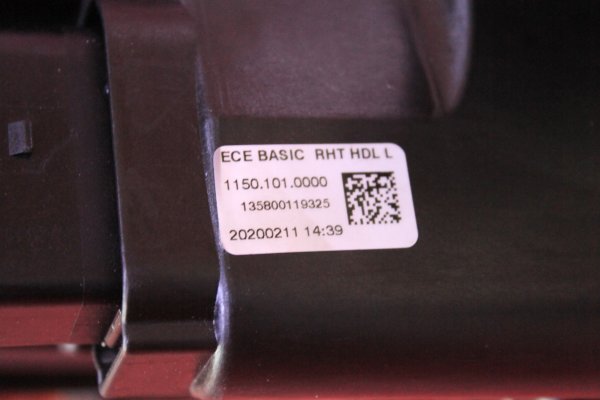 ECE BASIC RHT HDL L
1150.101.0000
135800119325
20200211 14:39